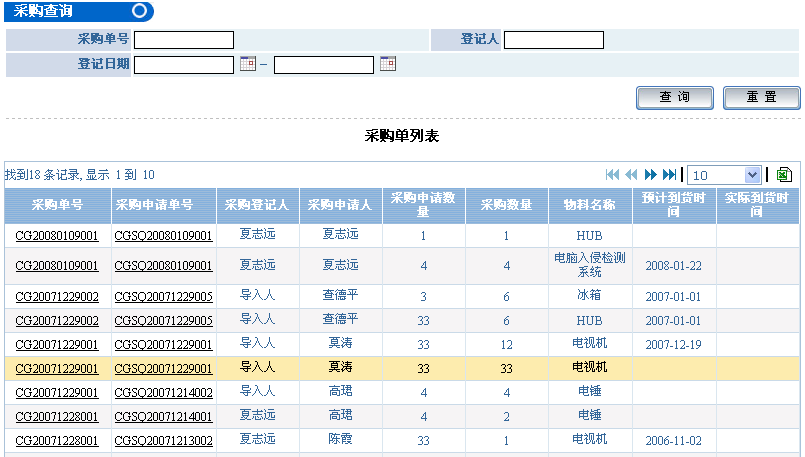 采购查询
采购单号 登记人
登记日期 –
查 询 重 置
采购单列表
找到18 条记录, 显示 1 到 10 10
采购单号 采购申请单号 采购登记人 采购申请人 采购申请数量 采购数量 物料名称 预计到货时间 实际到货时间
CG20080109001 CGSQ20080109001 夏志远 夏志远 1 1 HUB
CG20080109001 CGSQ20080109001 夏志远 夏志远 4 4 电脑入侵检测系统 2008-01-22
CG20071229002 CGSQ20071229005 导入人 查德平 3 6 冰箱 2007-01-01
CG20071229002 CGSQ20071229005 导入人 查德平 33 6 HUB 2007-01-01
CG20071229001 CGSQ20071229001 导入人 莫涛 33 12 电视机 2007-12-19
CG20071229001 CGSQ20071229001 导入人 莫涛 33 33 电视机
CG20071229001 CGSQ20071214002 导入人 高珺 4 4 电锤
CG20071228001 CGSQ20071214001 夏志远 高珺 4 2 电锤
CG20071228001 CGSQ20071213002 夏志远 陈霞 33 1 电视机 2006-11-02